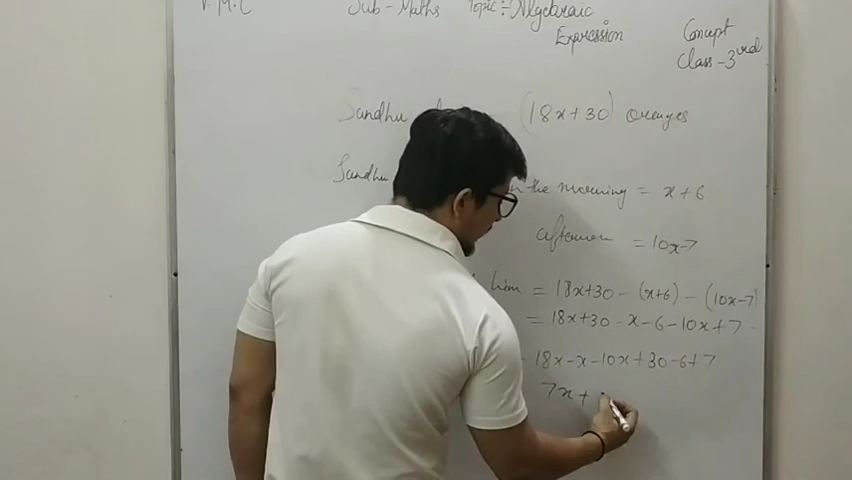 V.M.C Sub-Maths Topic:-Algebraic
Expression
Concept
Class-3rd
Sandhu (18x+30) oranges
Sandhu in the morning = x+6
afternoon = 10x-7
him = 18x+30-(x+6)-(10x-7)
= 18x+30-x-6-10x+7
18x-x-10x+30-6+7
7x+